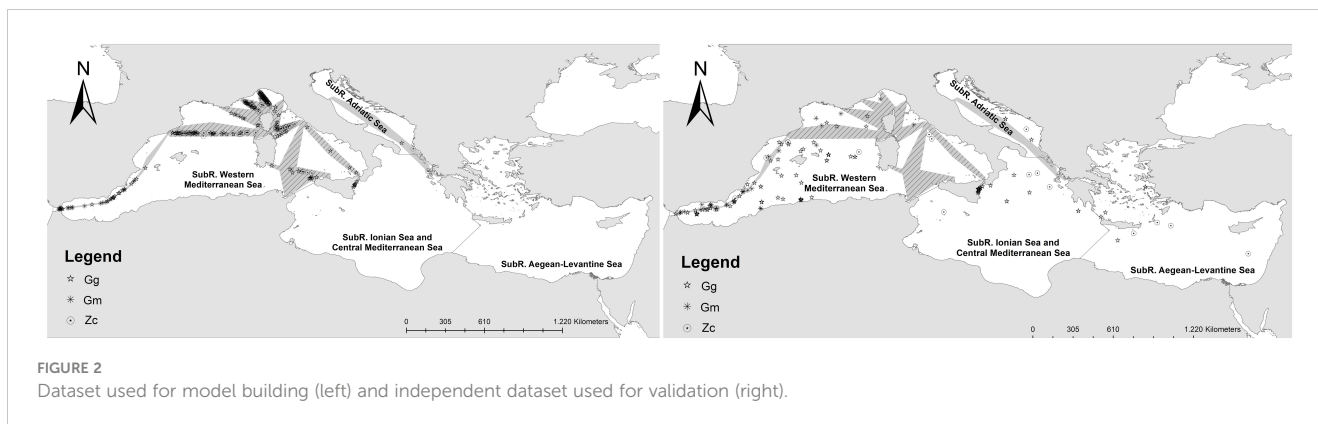 N
SubR. Adriatic Sea
SubR. Western
Mediterranean Sea
SubR. Ionian Sea and
Central Mediterranean Sea
SubR. Aegean-Levantine Sea
Legend
Gg
Gm
Zc
0 305 610 1.220 Kilometers
N
SubR. Adriatic Sea
SubR. Western
Mediterranean Sea
SubR. Ionian Sea and
Central Mediterranean Sea
SubR. Aegean-Levantine Sea
Legend
Gg
Gm
Zc
0 305 610 1.220 Kilometers
FIGURE 2
Dataset used for model building (left) and independent dataset used for validation (right).